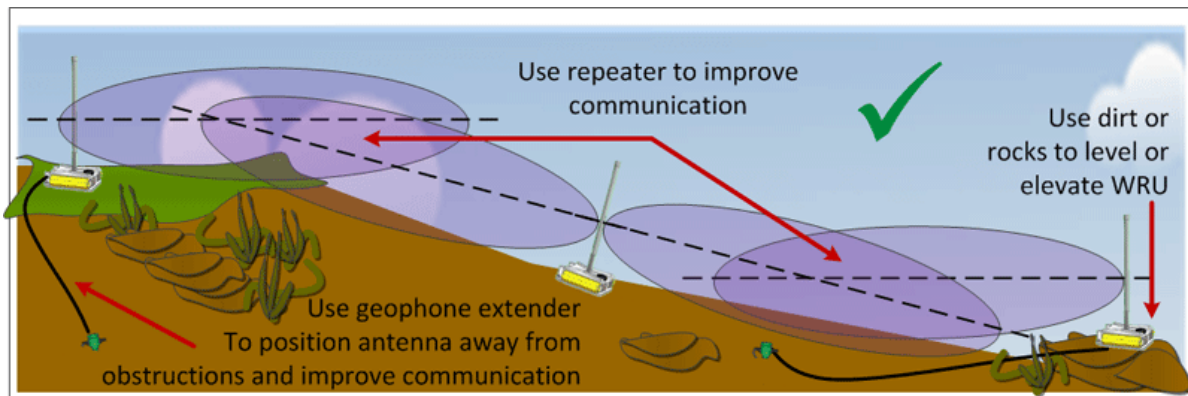 Use repeater to improve
communication
Use dirt or
rocks to level or
elevate WRU
Use geophone extender
To position antenna away from
obstructions and improve communication